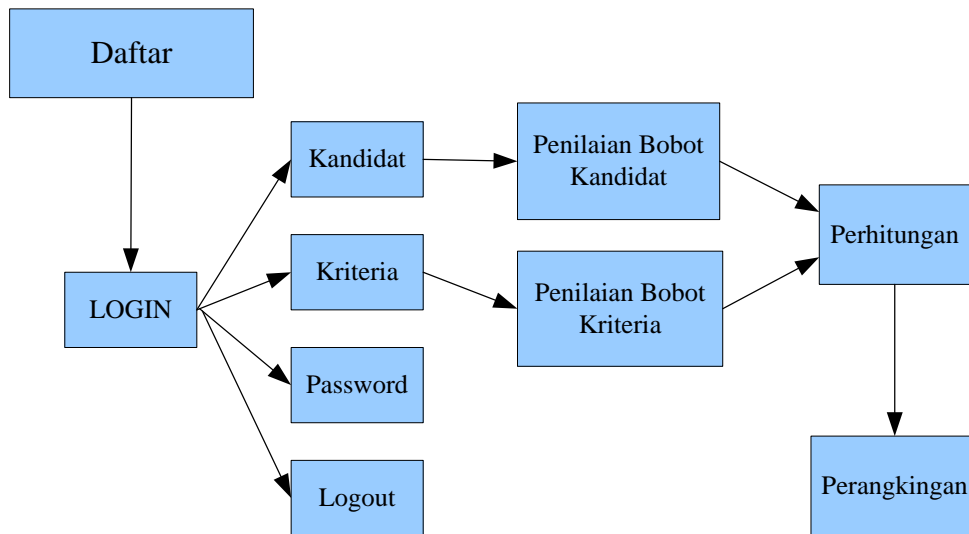 Daftar
LOGIN
Kandidat
Kriteria
Password
Logout
Penilaian Bobot
Kandidat
Penilaian Bobot
Kriteria
Perhitungan
Perangkingan